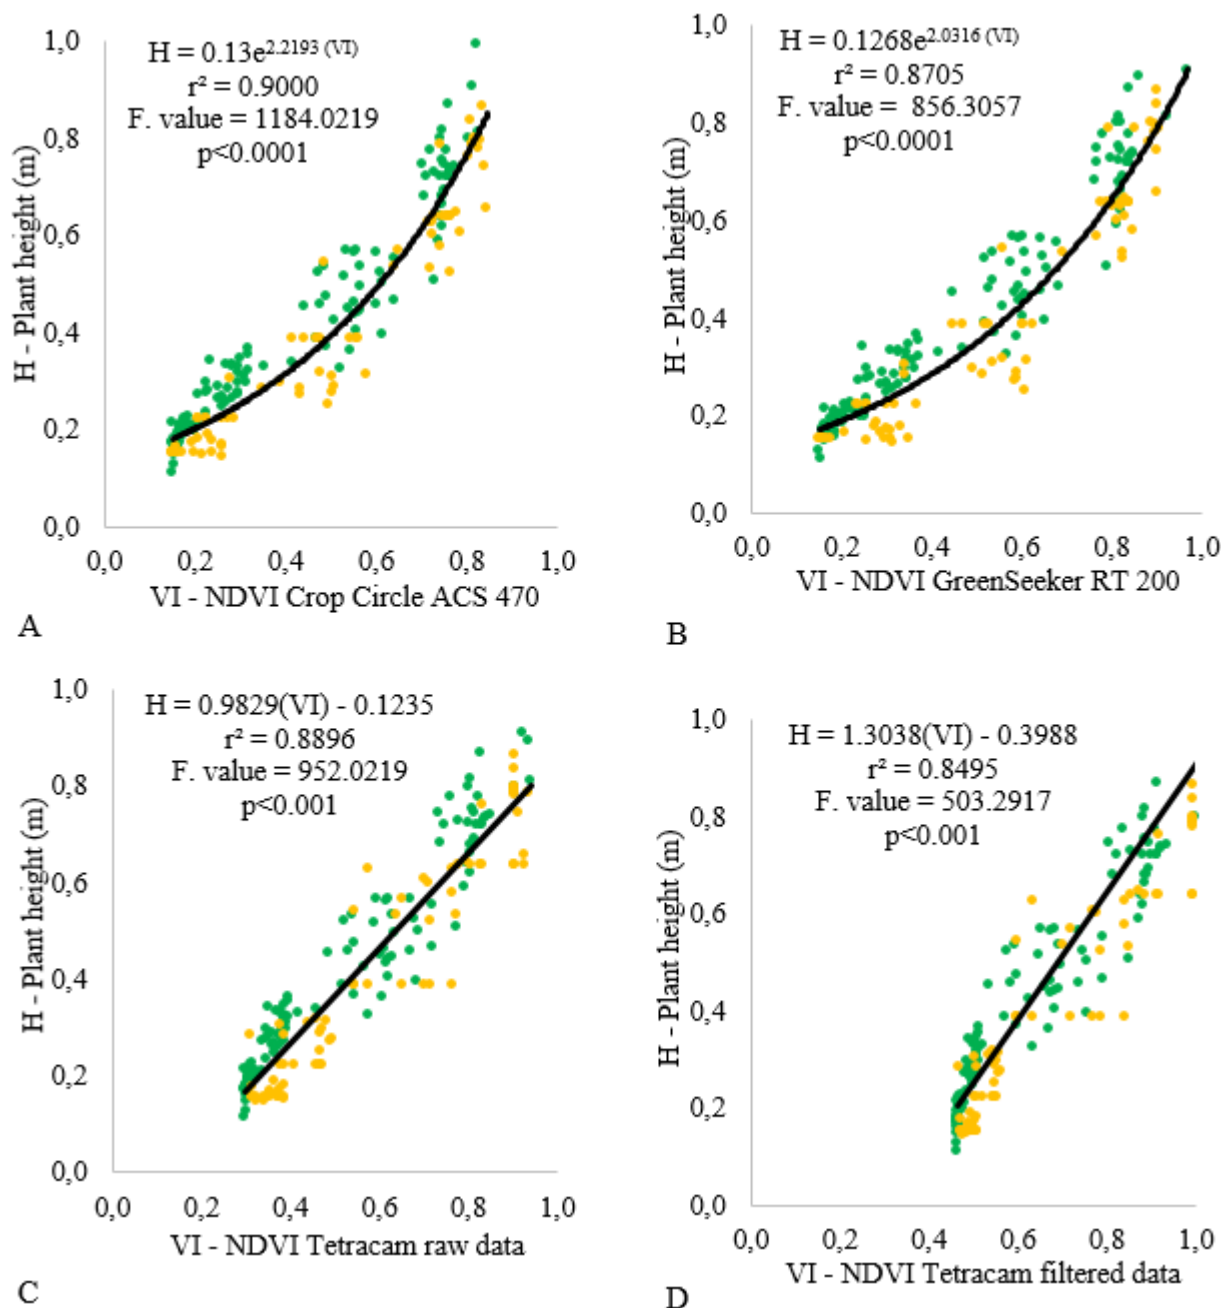 H = 0.13e^2.2193 (VI)
r² = 0.9000
F. value = 1184.0219
p<0.0001
H - Plant height (m)
1,0
0,8
0,6
0,4
0,2
0,0
0,0 0,2 0,4 0,6 0,8 1,0
VI - NDVI Crop Circle ACS 470
A
H = 0.1268e^2.0316 (VI)
r² = 0.8705
F. value = 856.3057
p<0.0001
H - Plant height (m)
1,0
0,8
0,6
0,4
0,2
0,0
0,0 0,2 0,4 0,6 0,8 1,0
VI - NDVI GreenSeeker RT 200
B
H = 0.9829(VI) - 0.1235
r² = 0.8896
F. value = 952.0219
p<0.001
H - Plant height (m)
1,0
0,8
0,6
0,4
0,2
0,0
0,0 0,2 0,4 0,6 0,8 1,0
VI - NDVI Tetracam raw data
C
H = 1.3038(VI) - 0.3988
r² = 0.8495
F. value = 503.2917
p<0.001
H - Plant height (m)
1,0
0,8
0,6
0,4
0,2
0,0
0,0 0,2 0,4 0,6 0,8 1,0
VI - NDVI Tetracam filtered data
D